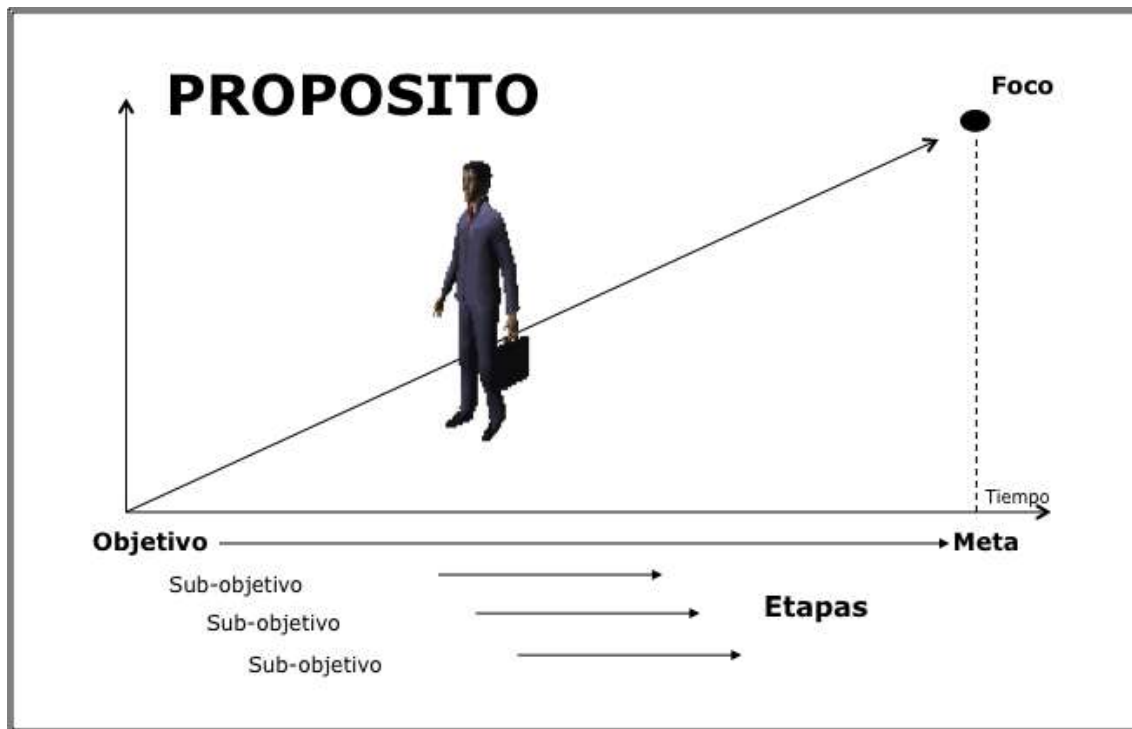 PROPOSITO
Foco
Tiempo
Objetivo
Meta
Sub-objetivo
Sub-objetivo
Etapas
Sub-objetivo